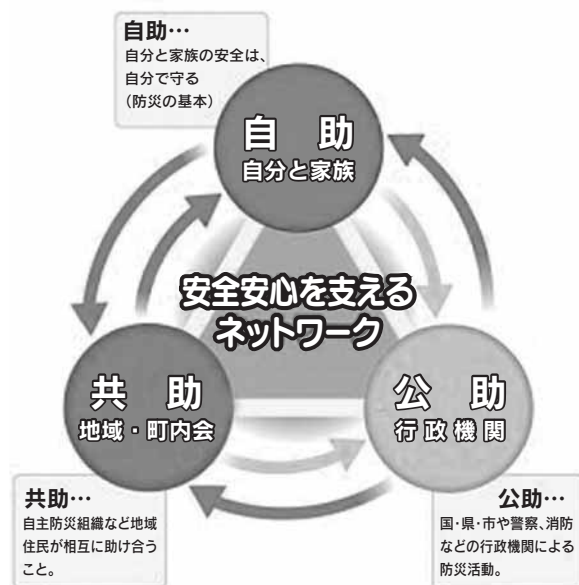 自助…
自分と家族の安全は、
自分で守る
（防災の基本）
自　助
自分と家族
安全安心を支える
ネットワーク
共　助
地域・町内会
公　助
行政機関
共助…
自主防災組織など地域
住民が相互に助け合う
こと。
公助…
国・県・市や警察、消防
などの行政機関による
防災活動。